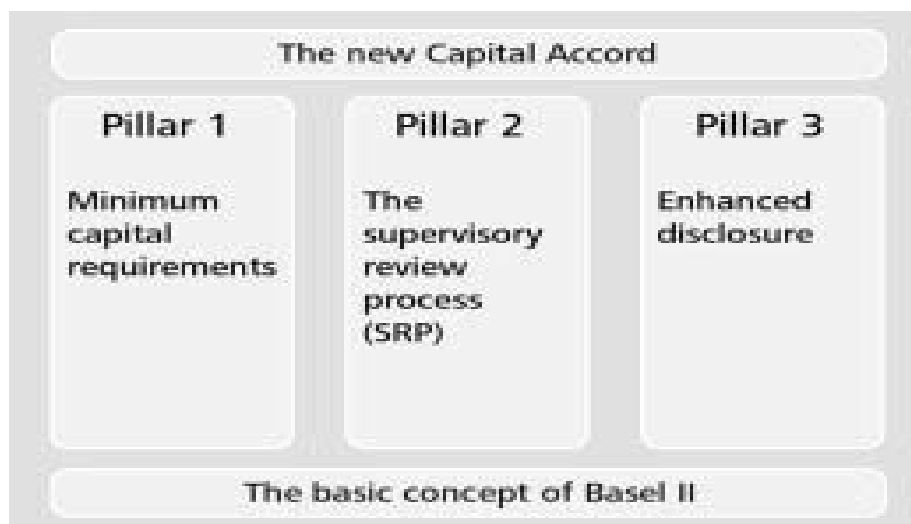 The new Capital Accord
Pillar 1
Minimum
capital
requirements
Pillar 2
The
supervisory
review
process
(SRP)
Pillar 3
Enhanced
disclosure
The basic concept of Basel II